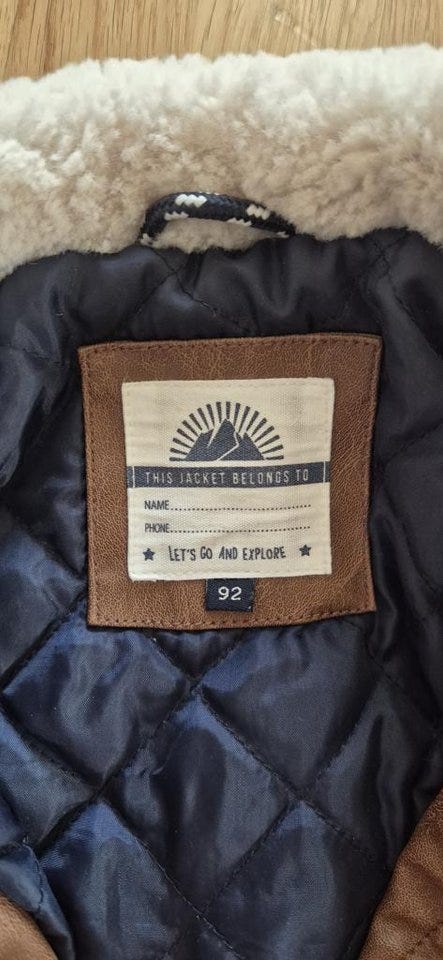 THIS JACKET BELONGS TO
NAME
PHONE
LET'S GO AND EXPLORE
92